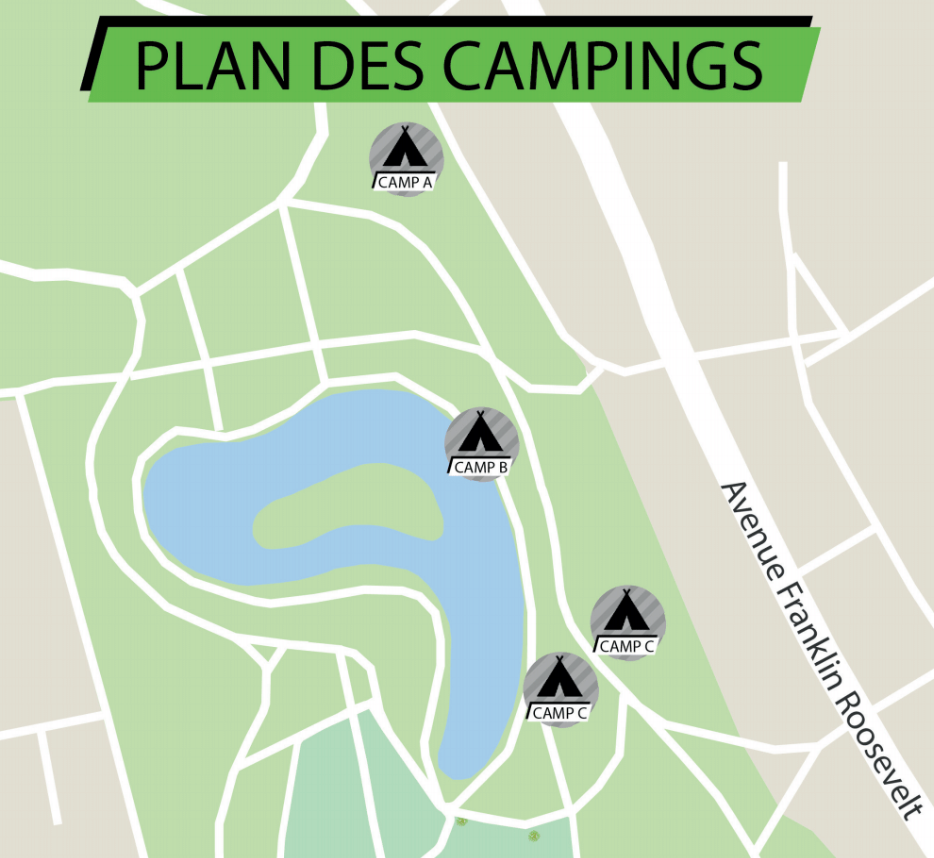 PLAN DES CAMPINGS
CAMP A
CAMP B
Avenue Franklin Roosevelt
CAMP C
CAMP C